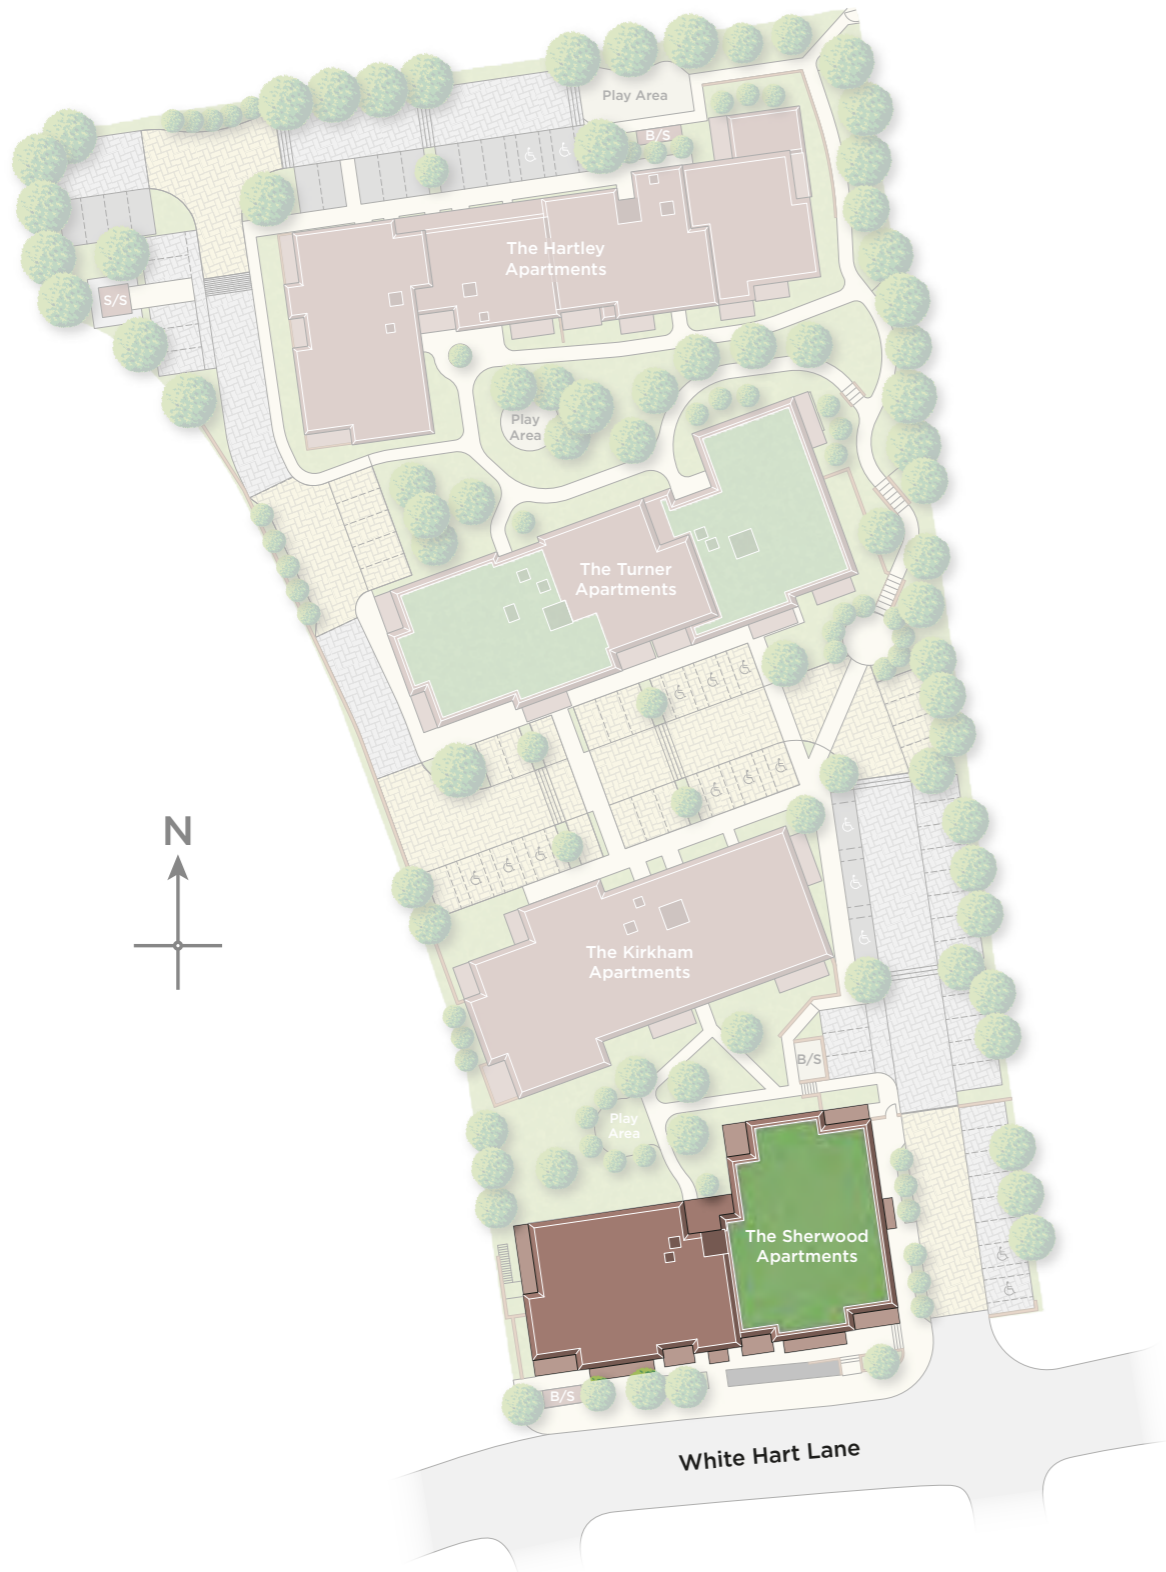 Play Area
B/S
The Hartley
Apartments
S/S
Play
Area
The Turner
Apartments
N
The Kirkham
Apartments
B/S
Play
Area
The Sherwood
Apartments
B/S
White Hart Lane